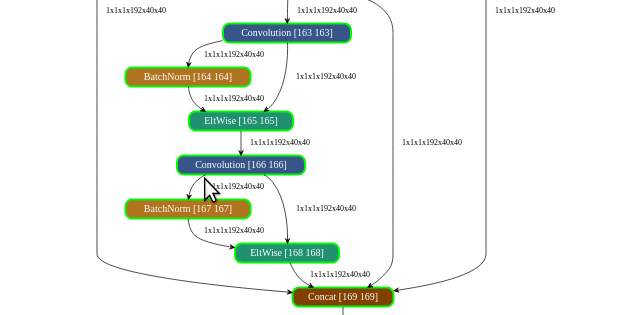 1x1x1x192x40x40 1x1x1x192x40x40 1x1x1x192x40x40
Convolution [163 163]
1x1x1x192x40x40
BatchNorm [164 164] 1x1x1x192x40x40
1x1x1x192x40x40
EltWise [165 165]
1x1x1x192x40x40 1x1x1x192x40x40
Convolution [166 166]
1x1x1x192x40x40
BatchNorm [167 167] 1x1x1x192x40x40
1x1x1x192x40x40
EltWise [168 168]
1x1x1x192x40x40
Concat [169 169]